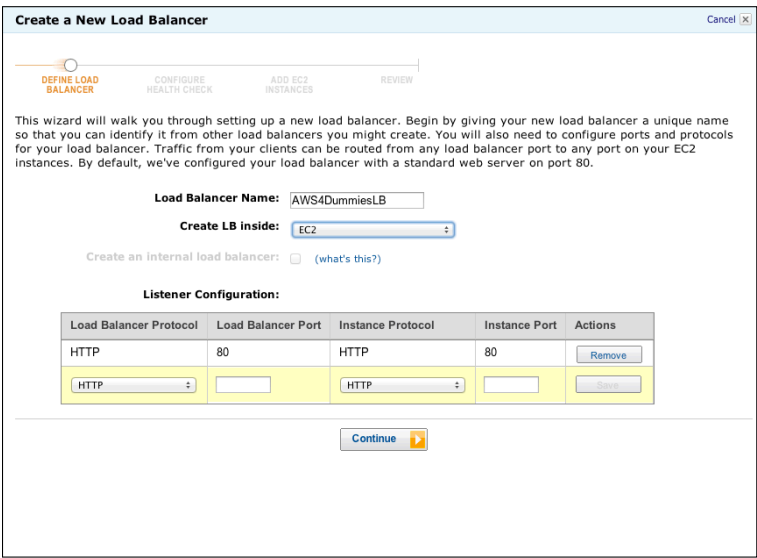 Create a New Load Balancer
Cancel
DEFINE LOAD BALANCER
CONFIGURE HEALTH CHECK
ADD EC2 INSTANCES
REVIEW
This wizard will walk you through setting up a new load balancer. Begin by giving your new load balancer a unique name
so that you can identify it from other load balancers you might create. You will also need to configure ports and protocols
for your load balancer. Traffic from your clients can be routed from any load balancer port to any port on your EC2
instances. By default, we've configured your load balancer with a standard web server on port 80.
Load Balancer Name: AWS4DummiesLB
Create LB inside: EC2
Create an internal load balancer: (what's this?)
Listener Configuration:
Load Balancer Protocol Load Balancer Port Instance Protocol Instance Port Actions
HTTP 80 HTTP 80 Remove
HTTP HTTP Save
Continue